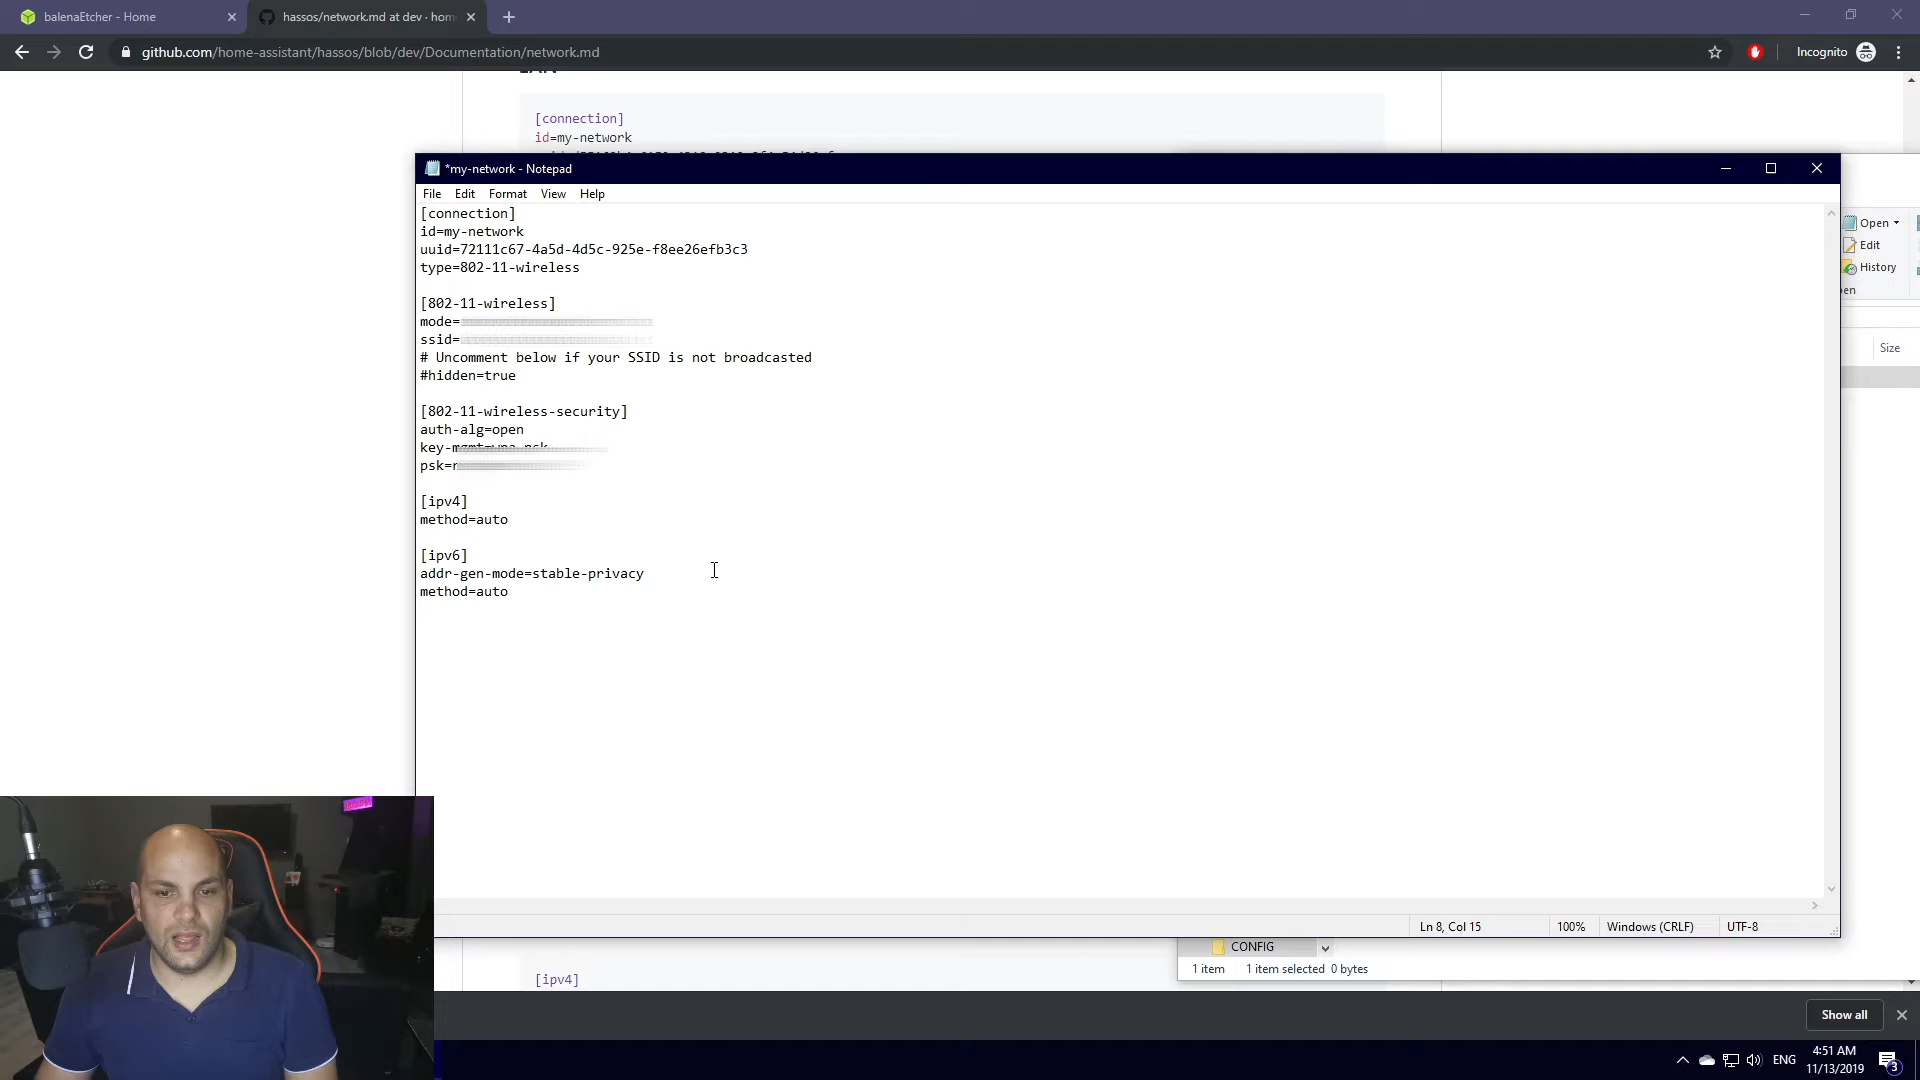 balenaEtcher - Home
hassos/network.md at dev · hom
Incognito
github.com/home-assistant/hassos/blob/dev/Documentation/network.md
[connection]
id=my-network
*my-network - Notepad
File Edit Format View Help
[connection]
id=my-network
uuid=72111c67-4a5d-4d5c-925e-f8ee26efb3c3
type=802-11-wireless
[802-11-wireless]
mode=
ssid=
# Uncomment below if your SSID is not broadcasted
#hidden=true
[802-11-wireless-security]
auth-alg=open
key-mgmt=wpa-psk
psk=
[ipv4]
method=auto
[ipv6]
addr-gen-mode=stable-privacy
method=auto
Open
Edit
History
Size
Ln 8, Col 15
100%
Windows (CRLF)
UTF-8
CONFIG
1 item 1 item selected 0 bytes
[ipv4]
Show all
ENG
4:51 AM
11/13/2019
3